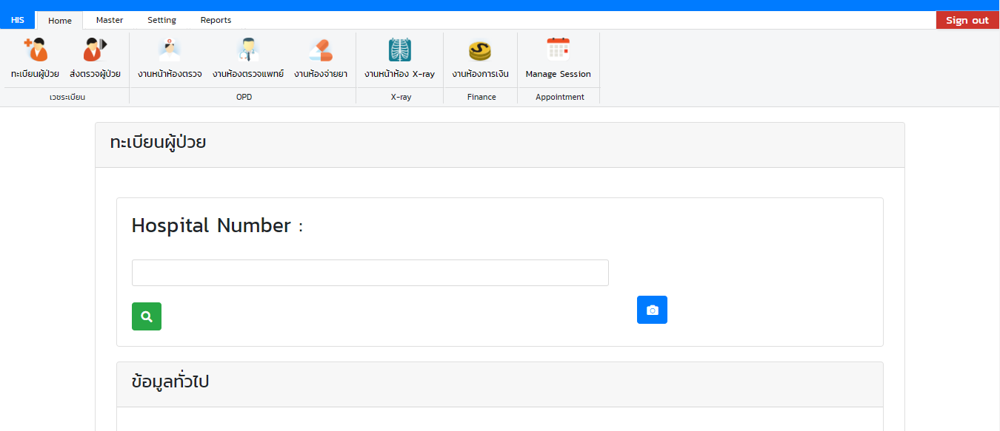 HIS Home Master Setting Reports Sign out
ทะเบียนผู้ป่วย ส่งตรวจผู้ป่วย งานหน้าห้องตรวจ งานห้องตรวจแพทย์ งานห้องจ่ายยา งานหน้าห้อง X-ray งานห้องการเงิน Manage Session
เวชระเบียน OPD X-ray Finance Appointment
ทะเบียนผู้ป่วย
Hospital Number :
ข้อมูลทั่วไป